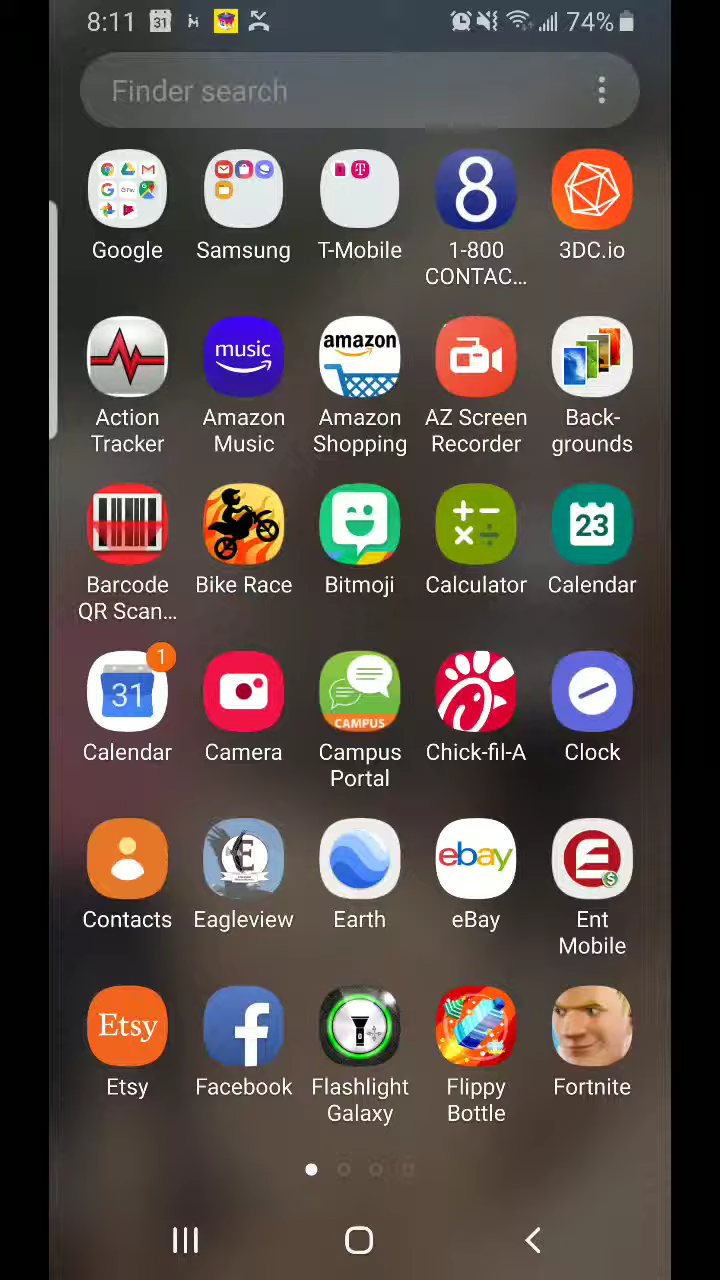 8:11 31 74%
Finder search
Google Samsung T-Mobile 1-800 3DC.io
CONTAC...
music amazon
Action Amazon Amazon AZ Screen Back-
Tracker Music Shopping Recorder grounds
23
Barcode Bike Race Bitmoji Calculator Calendar
QR Scan...
1
31 CAMPUS
Calendar Camera Campus Chick-fil-A Clock
Portal
E ebay E $
Contacts Eagleview Earth eBay Ent
Mobile
Etsy f
Etsy Facebook Flashlight Flippy Fortnite
Galaxy Bottle